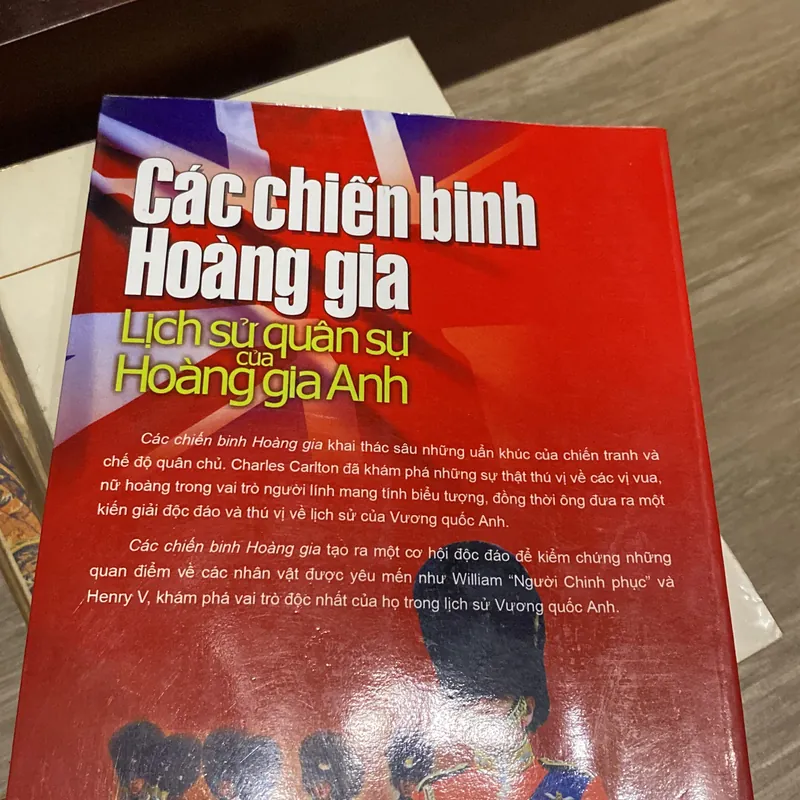 Các chiến binh
Hoàng gia
Lịch sử quân sự
của
Hoàng gia Anh
Các chiến binh Hoàng gia khai thác sâu những uẩn khúc của chiến tranh và
chế độ quân chủ. Charles Carlton đã khám phá những sự thật thú vị về các vị vua,
nữ hoàng trong vai trò người lính mang tính biểu tượng, đồng thời ông đưa ra một
kiến giải độc đáo và thú vị về lịch sử của Vương quốc Anh.
Các chiến binh Hoàng gia tạo ra một cơ hội độc đáo để kiểm chứng những
quan điểm về các nhân vật được yêu mến như William “Người Chinh phục” và
Henry V, khám phá vai trò độc nhất của họ trong lịch sử Vương quốc Anh.